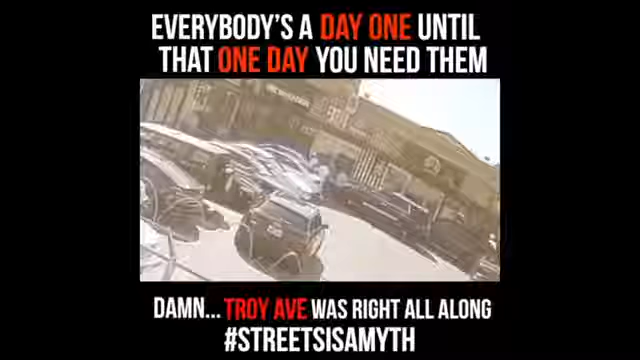 EVERYBODY'S A DAY ONE UNTIL
THAT ONE DAY YOU NEED THEM
DAMN... TROY AVE WAS RIGHT ALL ALONG
#STREETSISAMYTH